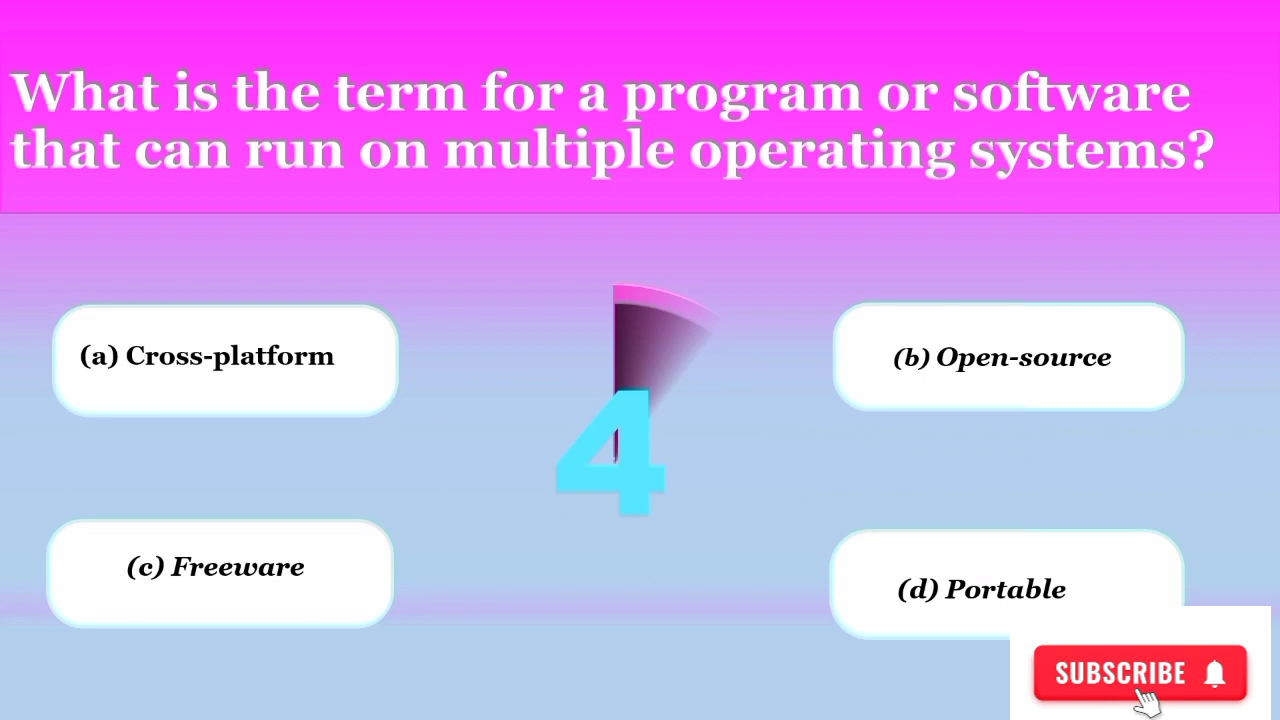 What is the term for a program or software
that can run on multiple operating systems?
(a) Cross-platform
(b) Open-source
4
(c) Freeware
(d) Portable
SUBSCRIBE